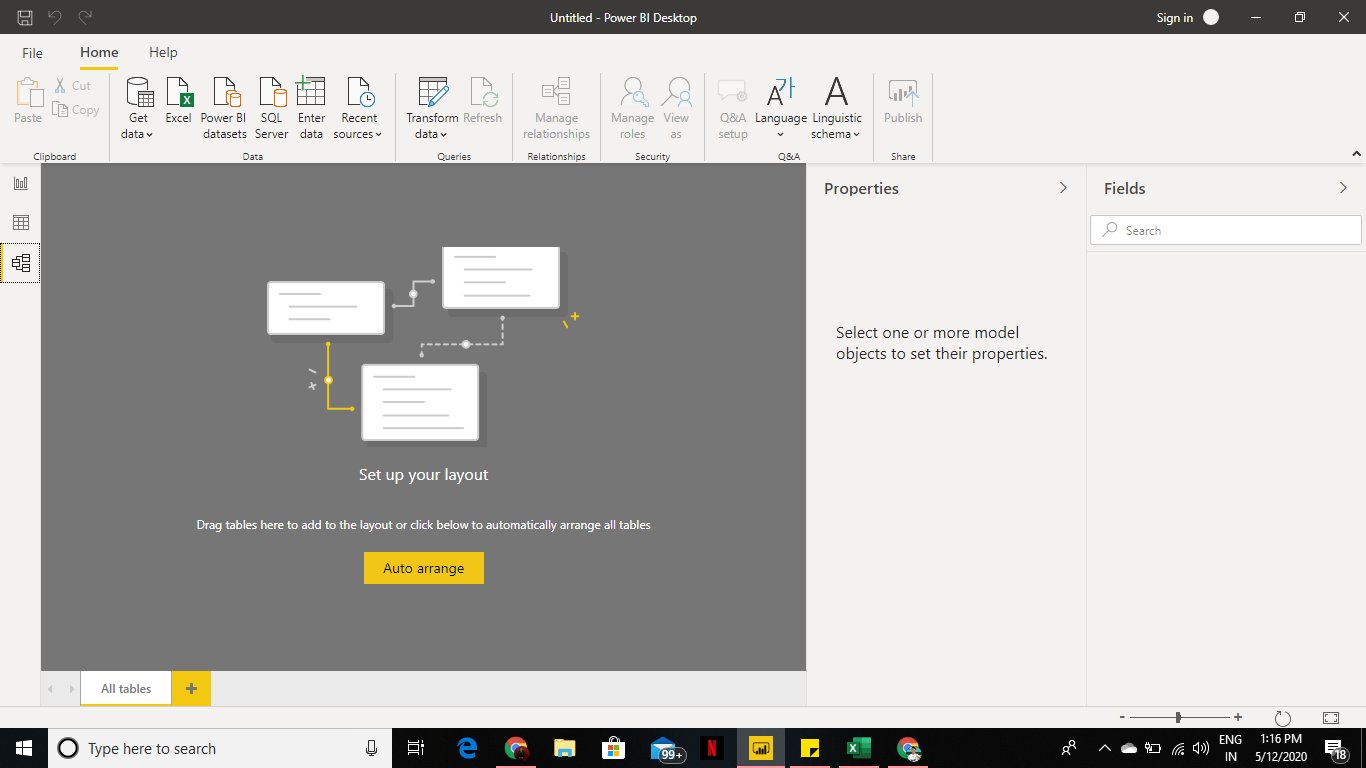 Untitled - Power BI Desktop
Sign in
File
Home
Help
Paste
Cut
Copy
Clipboard
Get
data
Excel
Power BI
datasets
SQL
Server
Enter
data
Recent
sources
Data
Transform
data
Refresh
Queries
Manage
relationships
Relationships
Manage
roles
View
as
Security
Q&A
setup
Language
Linguistic
schema
Q&A
Publish
Share
Properties
Fields
Search
Select one or more model
objects to set their properties.
Set up your layout
Drag tables here to add to the layout or click below to automatically arrange all tables
Auto arrange
All tables
Type here to search
99+
ENG
IN
1:16 PM
5/12/2020
18